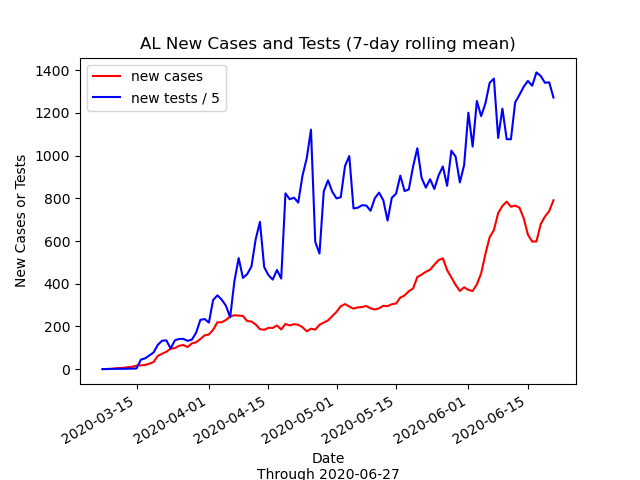 AL New Cases and Tests (7-day rolling mean)
new cases
new tests / 5
1400
1200
1000
800
600
400
200
0
New Cases or Tests
2020-03-15
2020-04-01
2020-04-15
2020-05-01
2020-05-15
2020-06-01
2020-06-15
Date
Through 2020-06-27